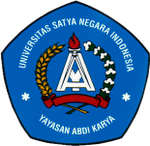 UNIVERSITAS SATYA NEGARA INDONESIA
YAYASAN ABDI KARYA